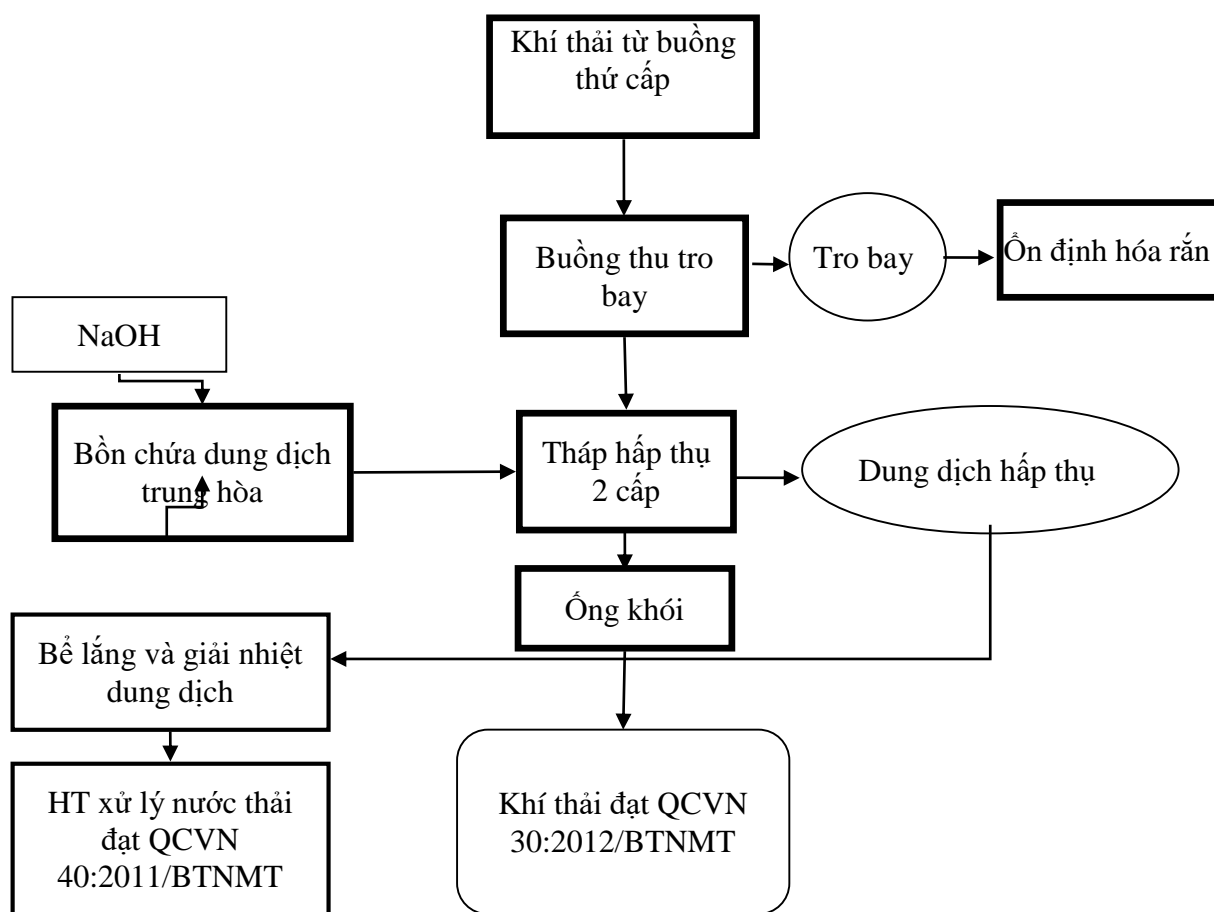 Khí thải từ buồng
thứ cấp
Buồng thu tro
bay
Tro bay
Ổn định hóa rắn
NaOH
Bồn chứa dung dịch
trung hòa
Tháp hấp thụ
2 cấp
Dung dịch hấp thụ
Ống khói
Bể lắng và giải nhiệt
dung dịch
HT xử lý nước thải
đạt QCVN
40:2011/BTNMT
Khí thải đạt QCVN
30:2012/BTNMT